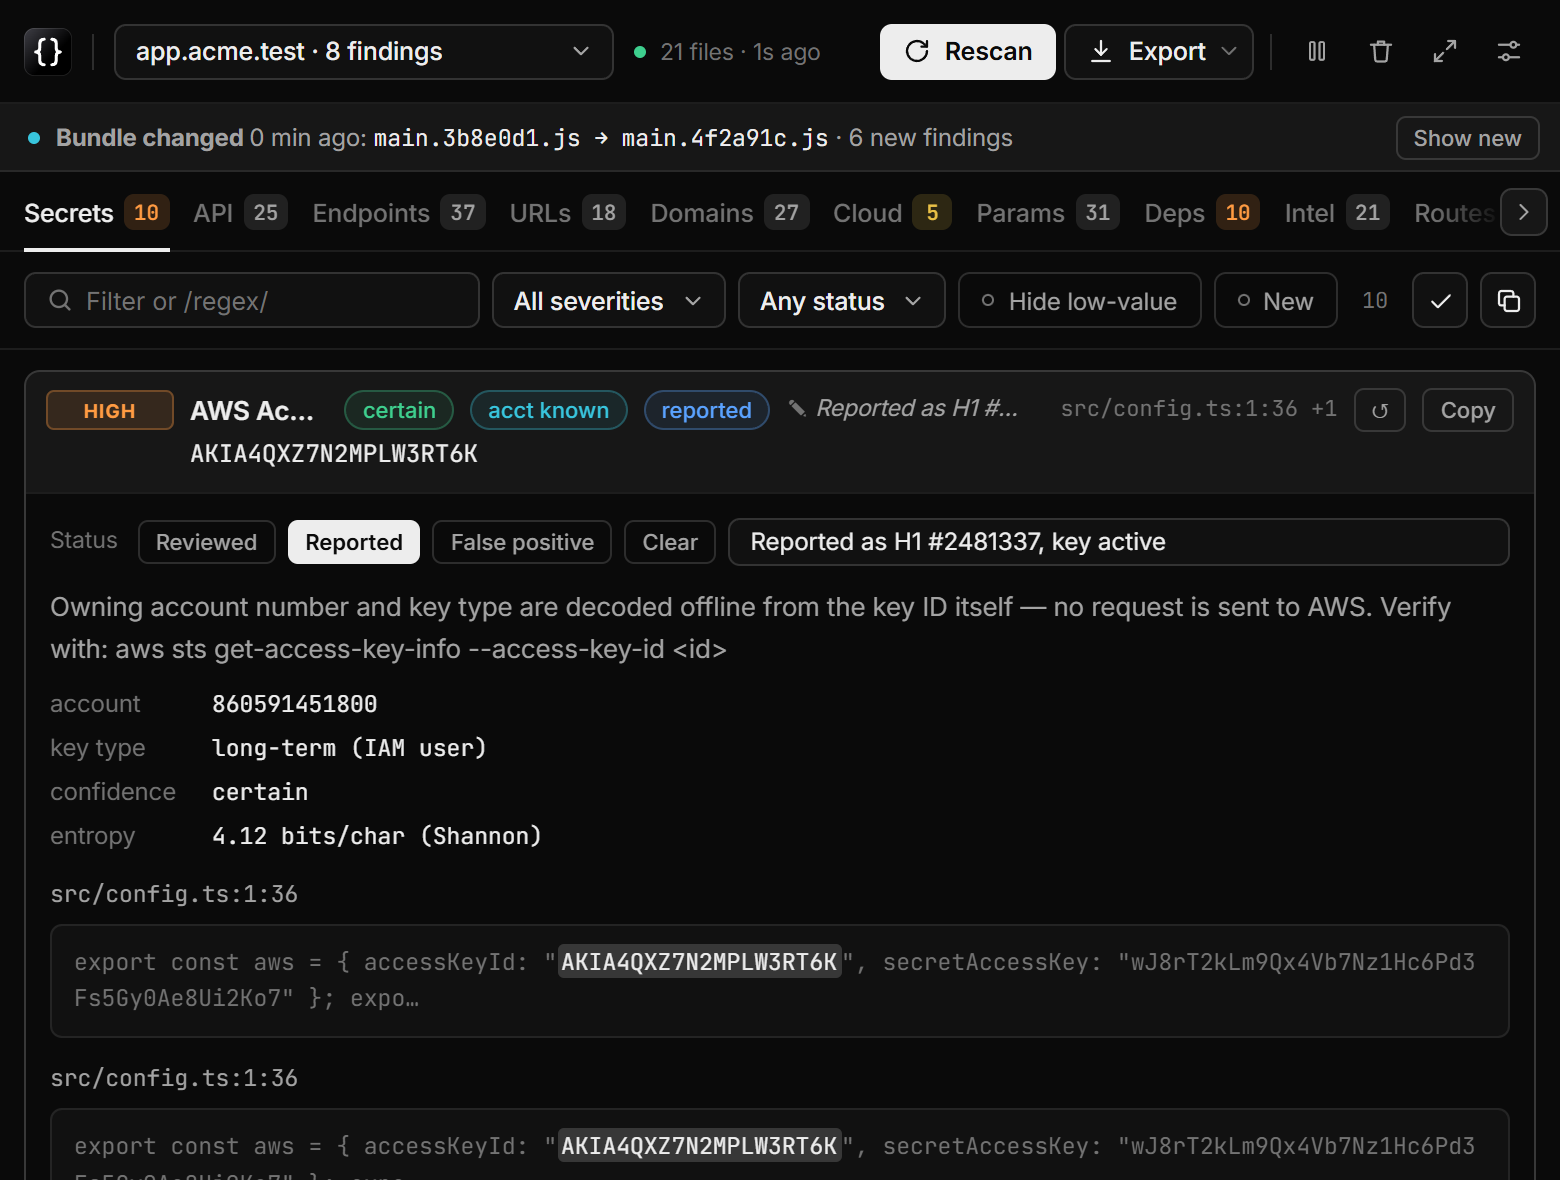 {}
app.acme.test · 8 findings
21 files · 1s ago
Rescan
Export
Bundle changed 0 min ago: main.3b8e0d1.js → main.4f2a91c.js · 6 new findings
Show new
Secrets 10 API 25 Endpoints 37 URLs 18 Domains 27 Cloud 5 Params 31 Deps 10 Intel 21 Routes
Filter or /regex/
All severities
Any status
Hide low-value
New
10
HIGH AWS Ac... certain acct known reported Reported as H1 #... src/config.ts:1:36 +1 Copy
AKIA4QXZ7N2MPLW3RT6K
Status Reviewed Reported False positive Clear Reported as H1 #2481337, key active
Owning account number and key type are decoded offline from the key ID itself — no request is sent to AWS. Verify
with: aws sts get-access-key-info --access-key-id <id>
account 860591451800
key type long-term (IAM user)
confidence certain
entropy 4.12 bits/char (Shannon)
src/config.ts:1:36
export const aws = { accessKeyId: "AKIA4QXZ7N2MPLW3RT6K", secretAccessKey: "wJ8rT2kLm9Qx4Vb7Nz1Hc6Pd3
Fs5Gy0Ae8Ui2Ko7" }; expo…
src/config.ts:1:36
export const aws = { accessKeyId: "AKIA4QXZ7N2MPLW3RT6K", secretAccessKey: "wJ8rT2kLm9Qx4Vb7Nz1Hc6Pd3